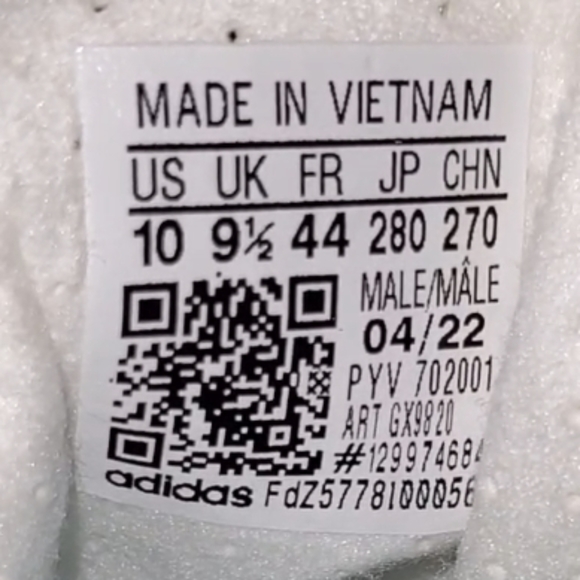 MADE IN VIETNAM
US UK FR JP CHN
10 9½ 44 280 270
MALE/MÂLE
04/22
PYV 702001
ART GX9820
#12997468
adidas FdZ5778100056